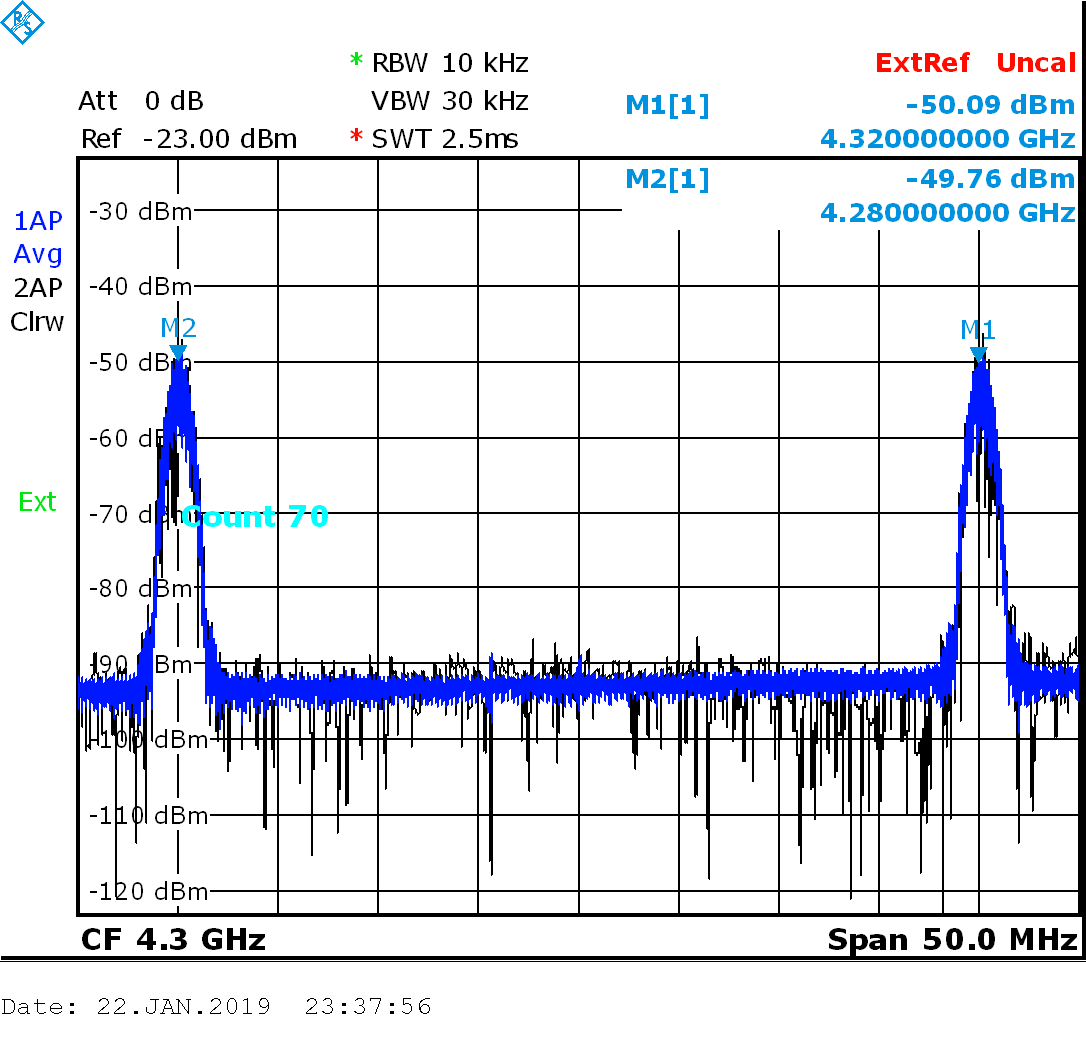 R&S
* RBW 10 kHz
ExtRef Uncal
Att 0 dB
VBW 30 kHz
M1[1]
-50.09 dBm
Ref -23.00 dBm
* SWT 2.5ms
4.320000000 GHz
M2[1]
-49.76 dBm
4.280000000 GHz
1AP
Avg
2AP
Clrw
Ext
-30 dBm
-40 dBm
M2
M1
-50 dBm
-60 dBm
-70 dBm
Count 70
-80 dBm
-90 dBm
-100 dBm
-110 dBm
-120 dBm
CF 4.3 GHz
Span 50.0 MHz
Date: 22.JAN.2019 23:37:56